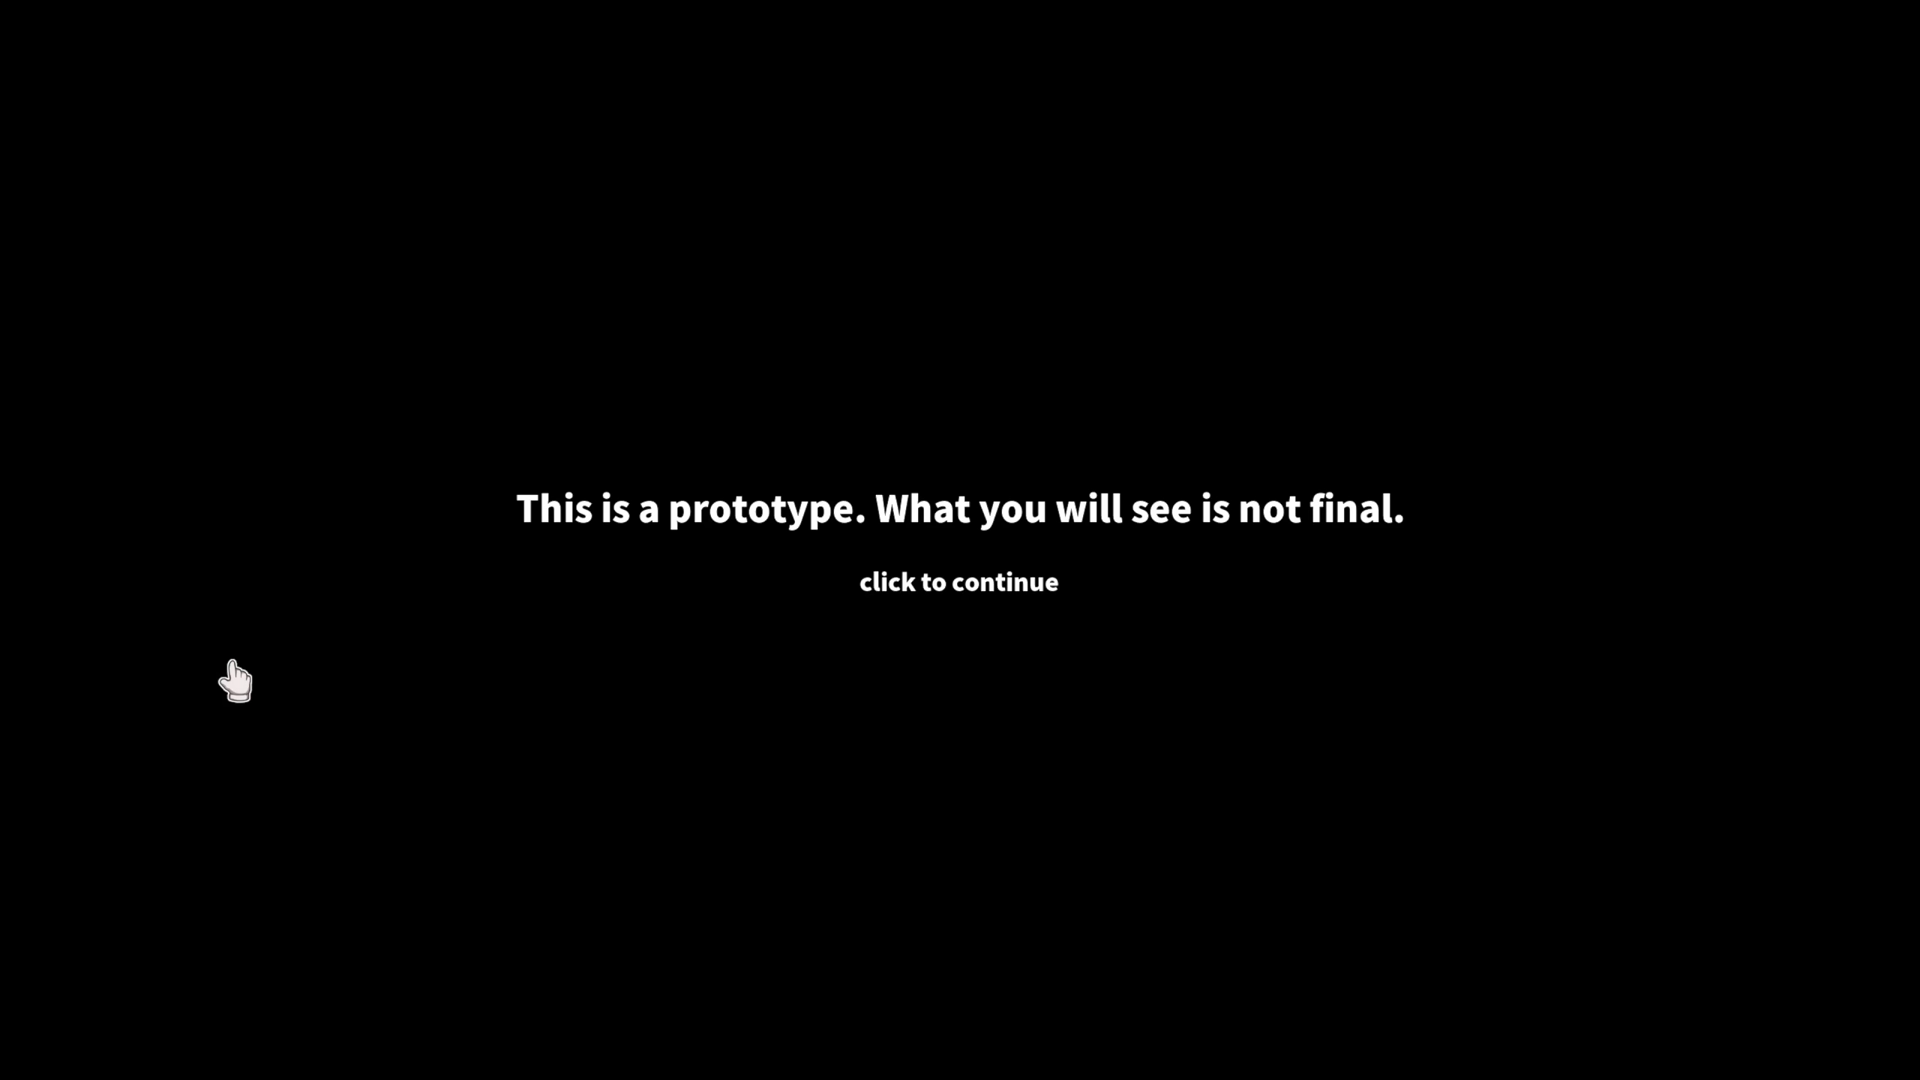 This is a prototype. What you will see is not final.
click to continue